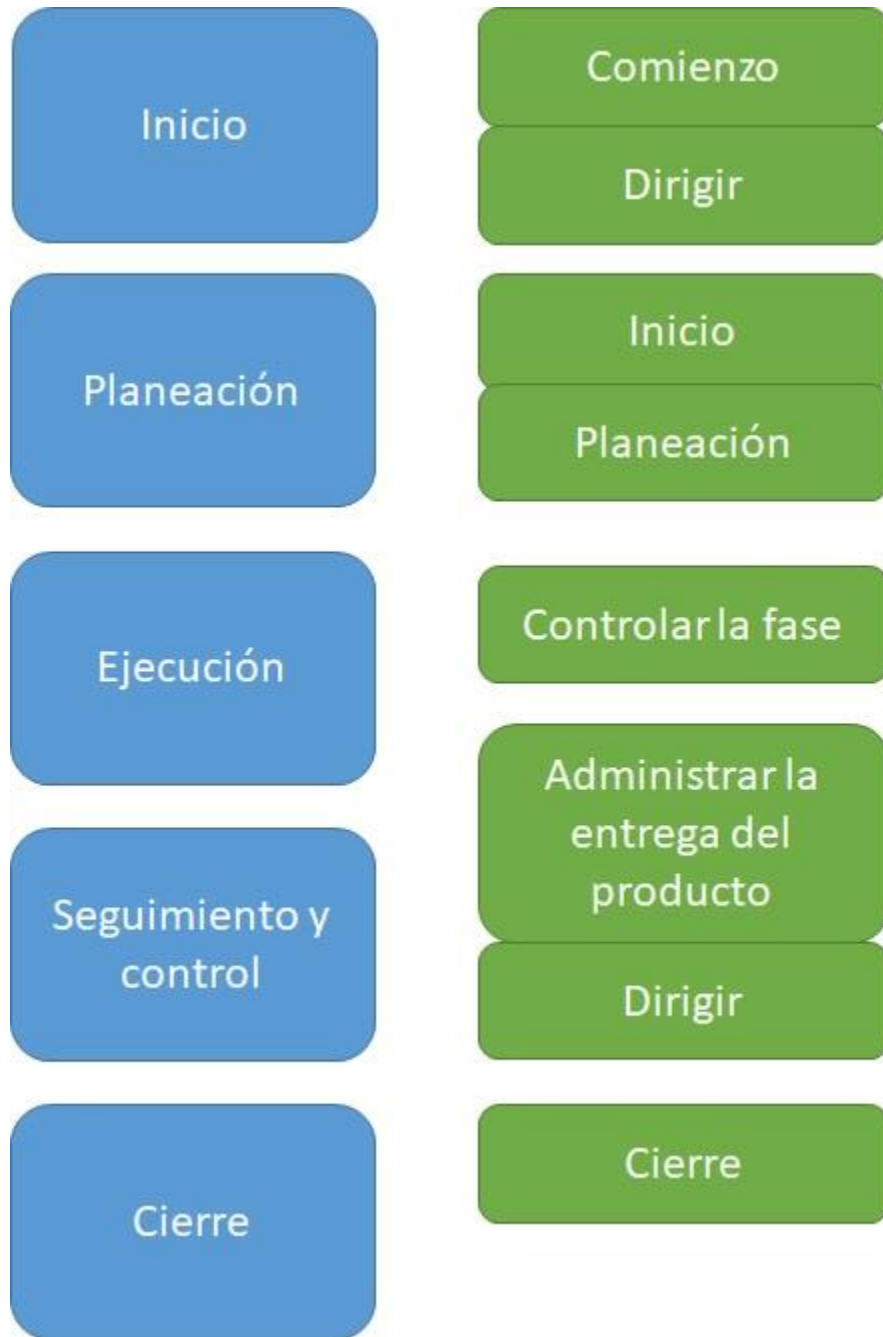 Inicio
Planeación
Ejecución
Seguimiento y
control
Cierre
Comienzo
Dirigir
Inicio
Planeación
Controlar la fase
Administrar la
entrega del
producto
Dirigir
Cierre